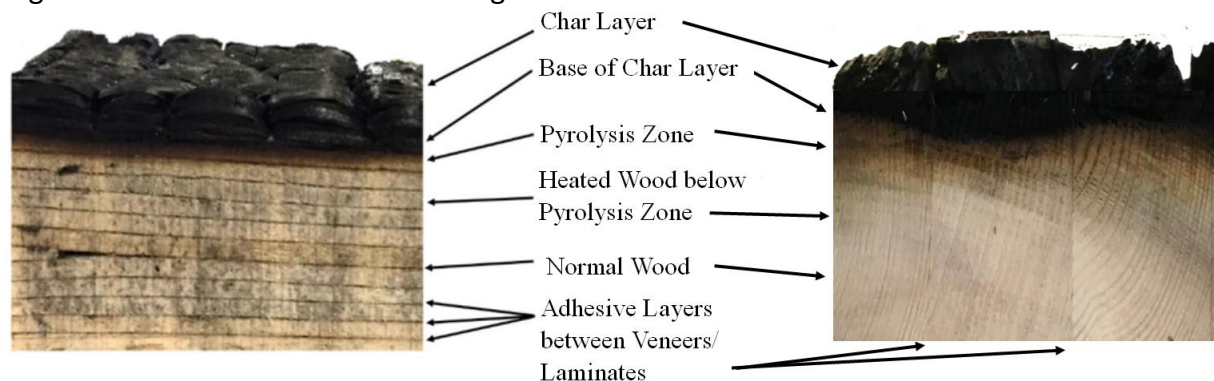 Char Layer
Base of Char Layer
Pyrolysis Zone
Heated Wood below
Pyrolysis Zone
Normal Wood
Adhesive Layers
between Veneers/
Laminates